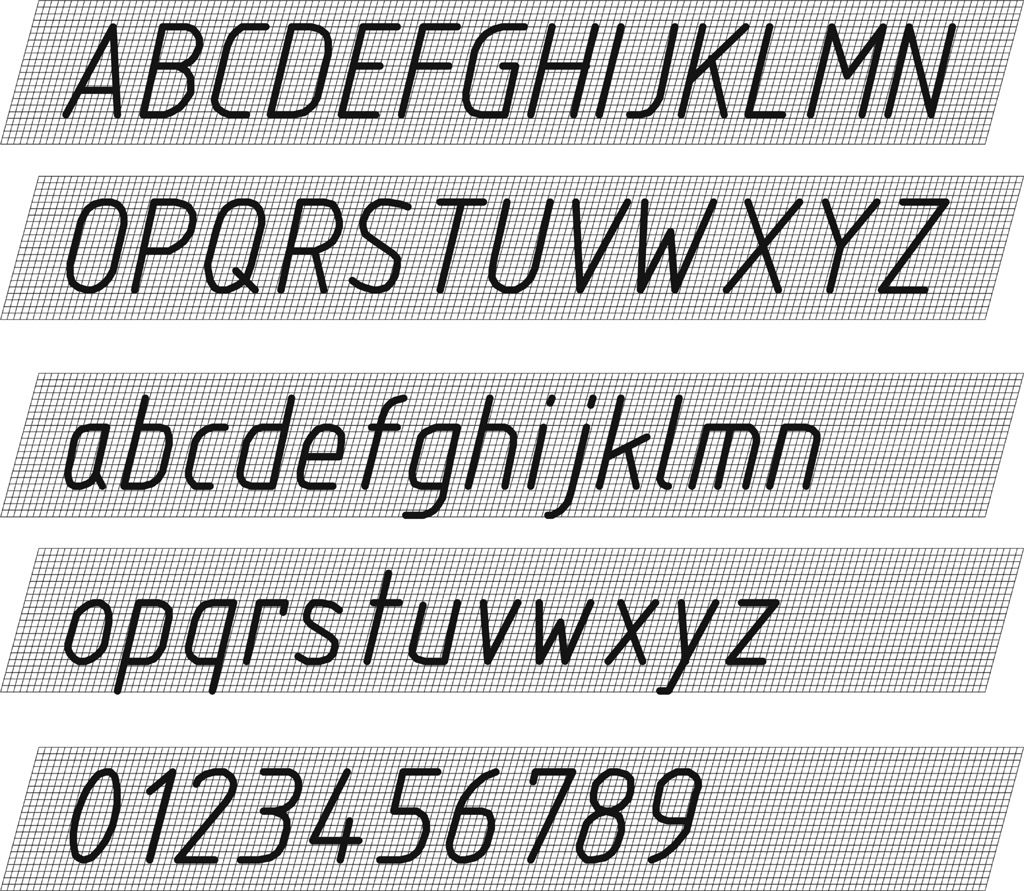 ABCDEFGHIJKLMN
OPQRSTUVWXYZ
abcdefghijklmn
opqrstuvwxyz
0123456789